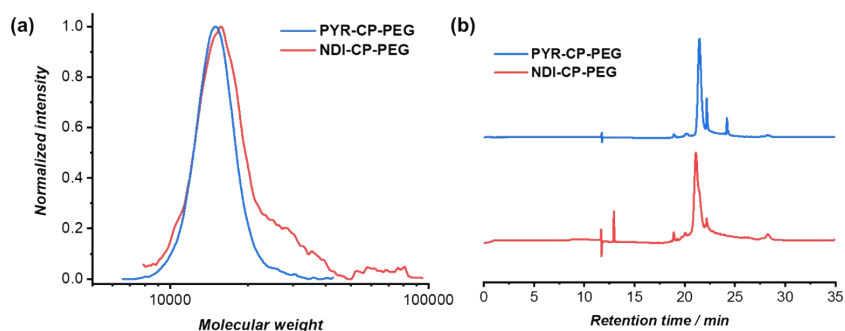 (a)
PYR-CP-PEG
NDI-CP-PEG
Normalized intensity
1.0
0.8
0.6
0.4
0.2
0.0
10000
100000
Molecular weight
(b)
PYR-CP-PEG
NDI-CP-PEG
0
5
10
15
20
25
30
35
Retention time / min